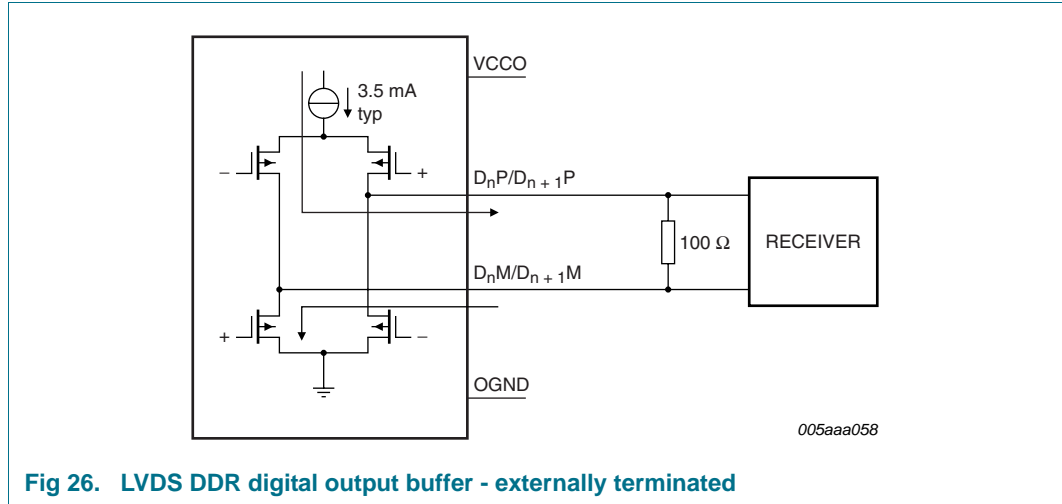 VCCO
3.5 mA
typ
−
+
DnP/Dn + 1P
100 Ω
RECEIVER
DnM/Dn + 1M
+
−
OGND
005aaa058
Fig 26. LVDS DDR digital output buffer - externally terminated